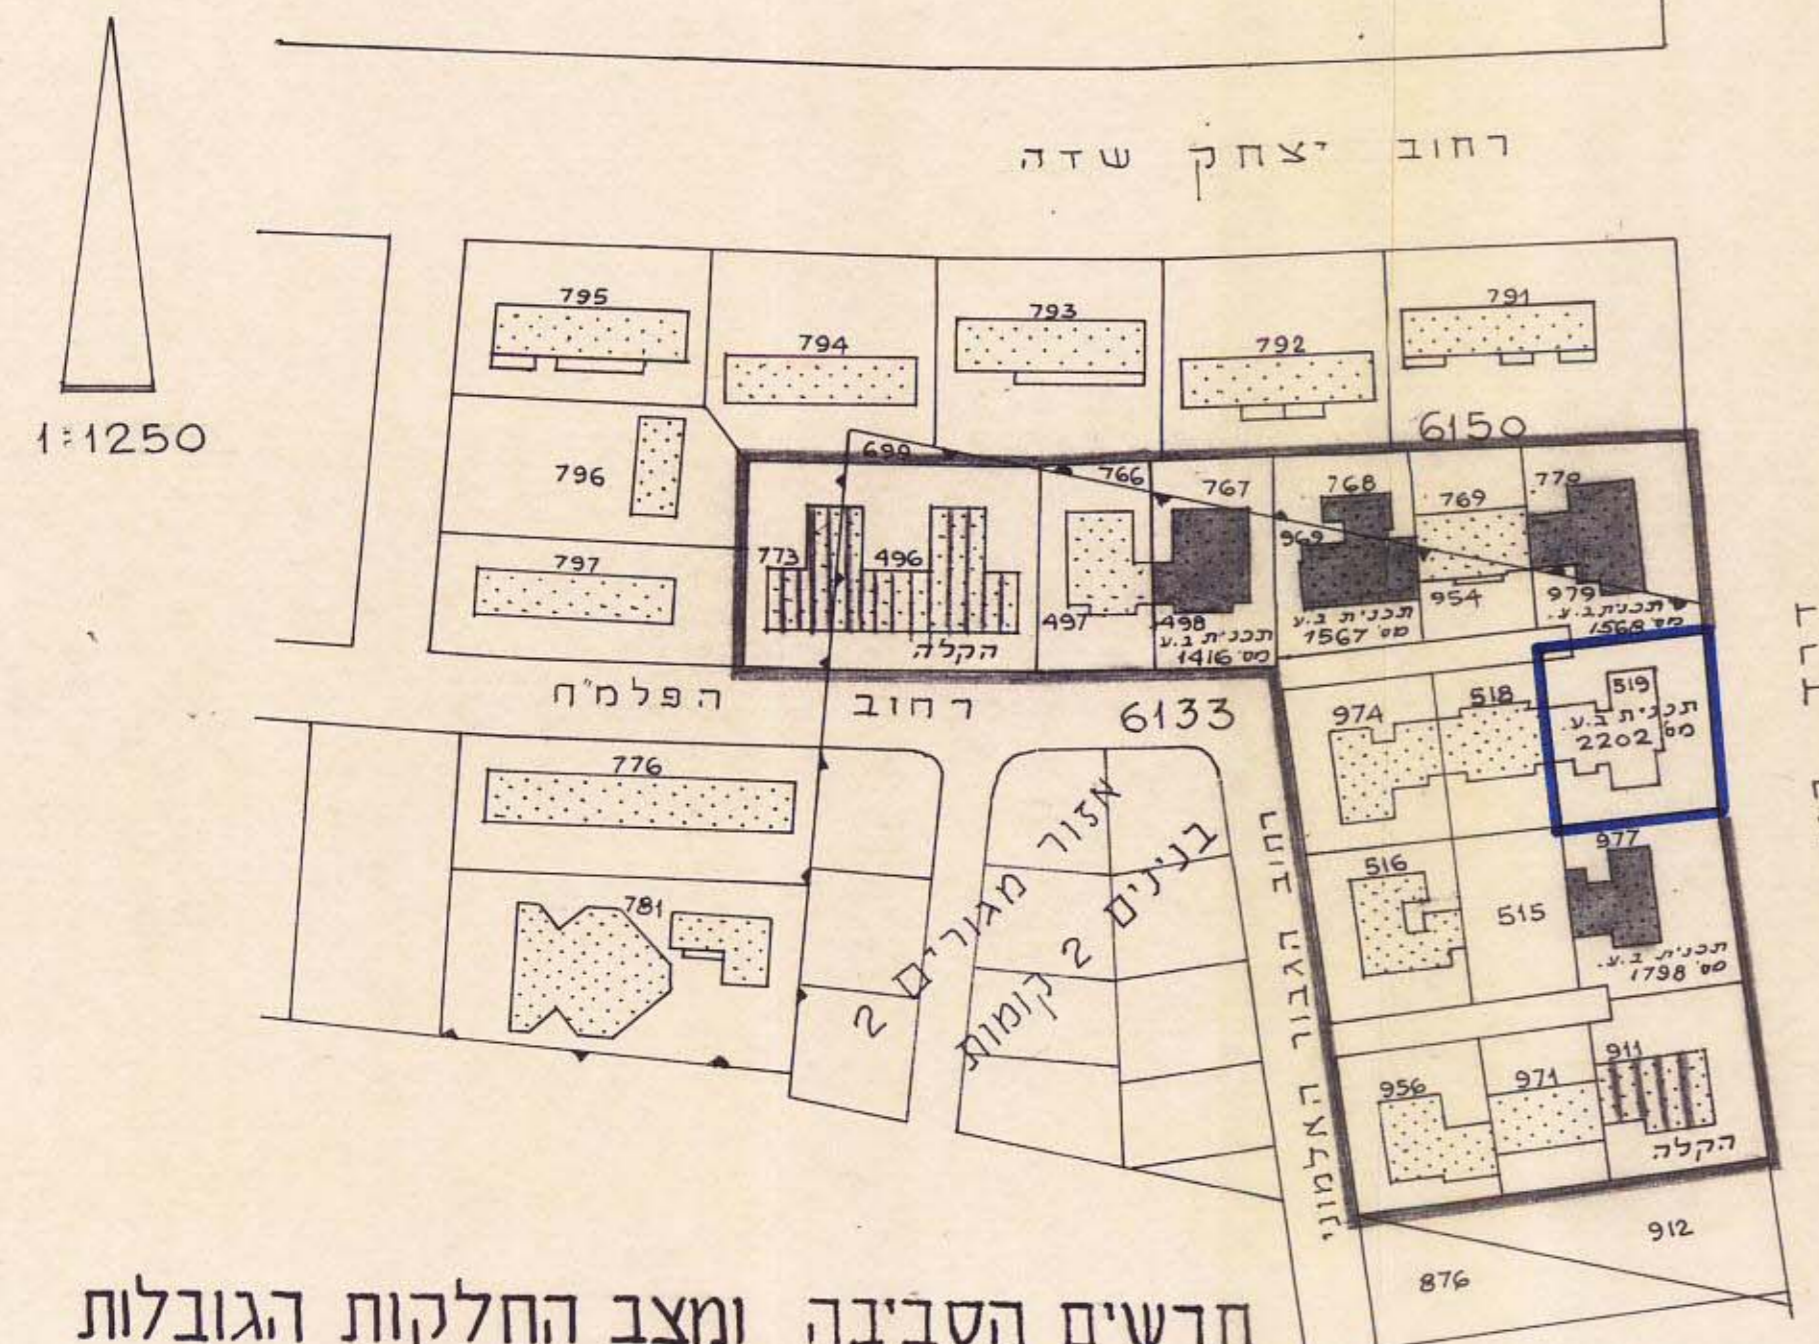 1:1250
רחוב יצחק שדה
795
794
793
792
791
796
797
6150
699
766
767
768
769
770
773
496
969
497
498
954
979
הקלה
תכנית ב.ע.
מס' 1416
תכנית ב.ע.
מס' 1567
תכנית ב.ע.
מס' 1568
רחוב הפלמ"ח
6133
974
518
519
תכנית ב.ע.
מס' 2202
776
781
אזור מגורים 2
בנינים 2 קומות
רחוב הגבור האלמוני
516
515
977
תכנית ב.ע.
מס' 1798
956
971
911
הקלה
912
876
תרשים הסביבה ומצב החלקות הגובלות
דרך